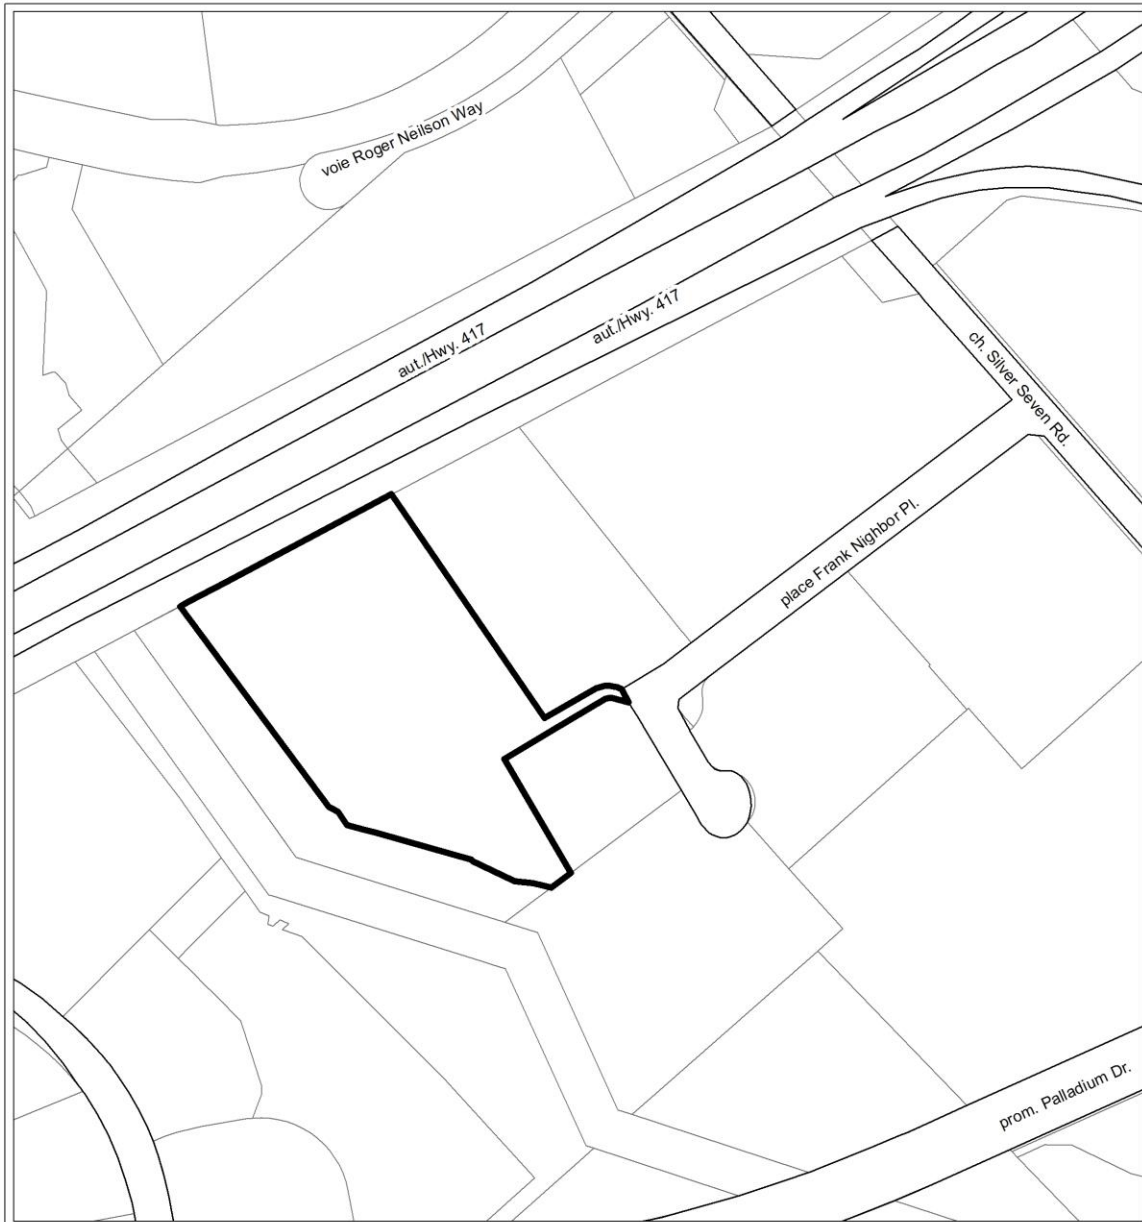 voie Roger Neilson Way
aut./Hwy. 417
aut./Hwy. 417
ch. Silver Seven Rd.
place Frank Nighbor Pl.
prom. Palladium Dr.